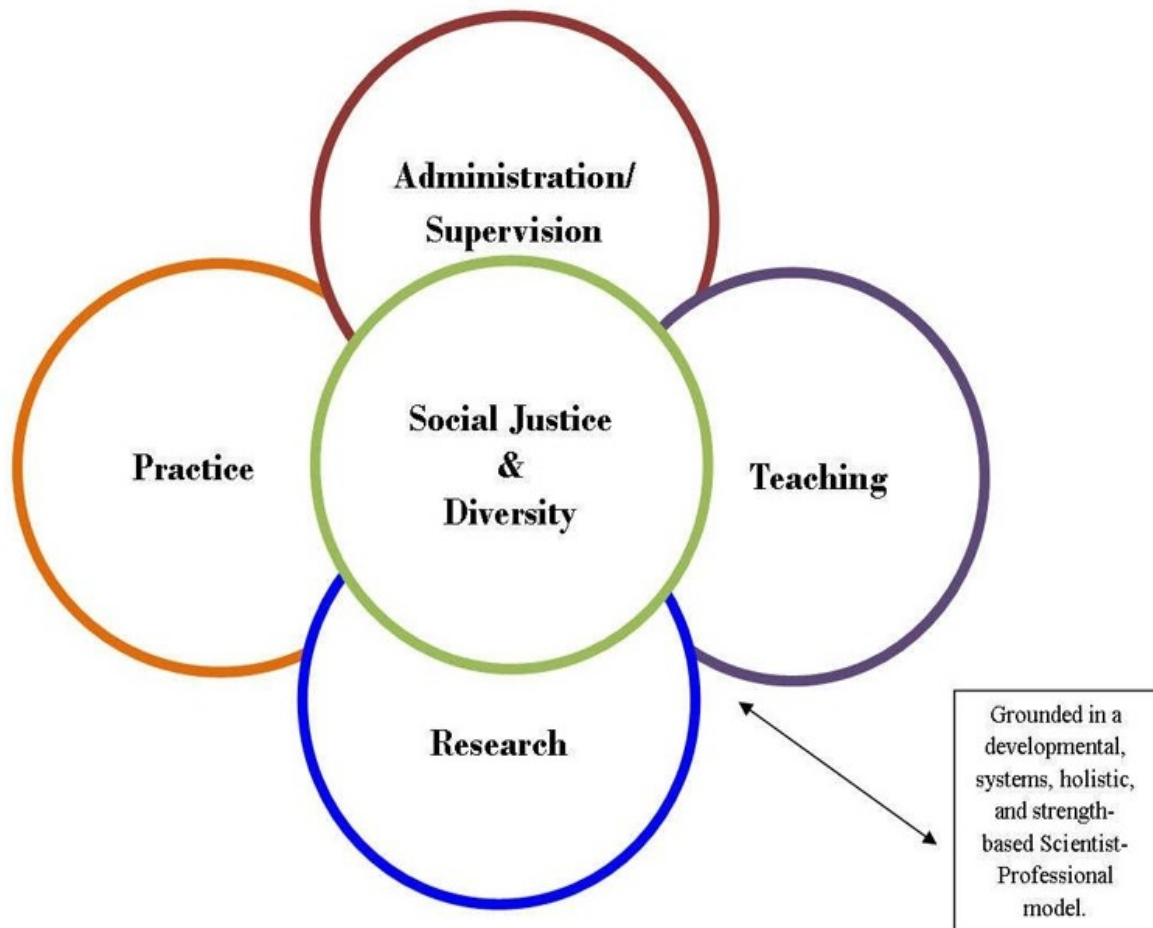 Administration/
Supervision
Practice
Social Justice
&
Diversity
Teaching
Research
Grounded in a
developmental,
systems, holistic,
and strength-
based Scientist-
Professional
model.